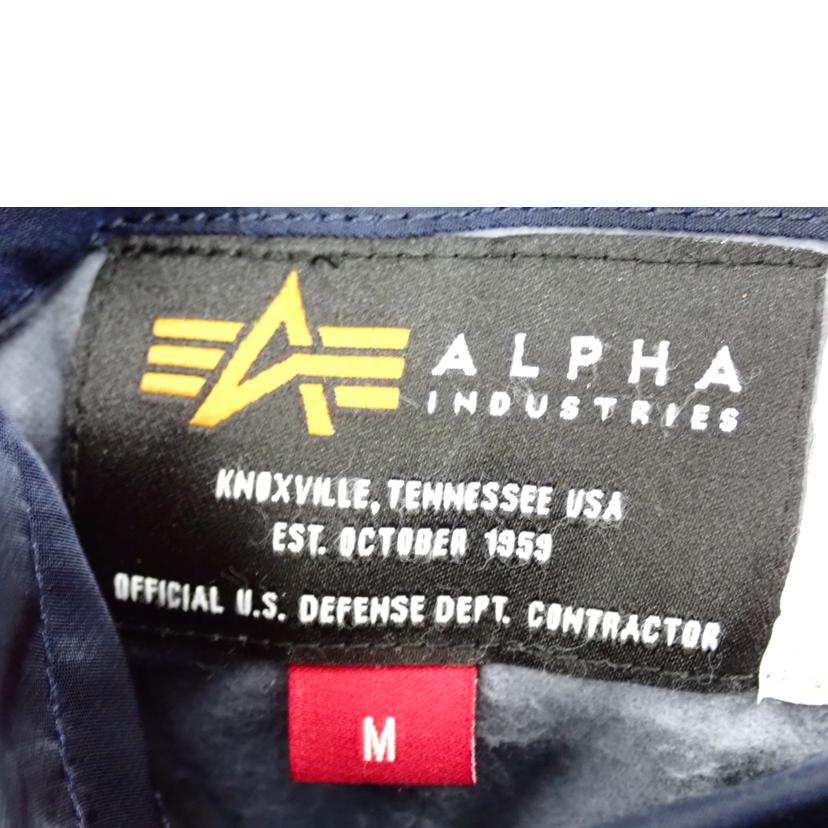 ALPHA
INDUSTRIES
KNOXVILLE, TENNESSEE USA
EST. OCTOBER 1959
OFFICIAL U.S. DEFENSE DEPT. CONTRACTOR
M